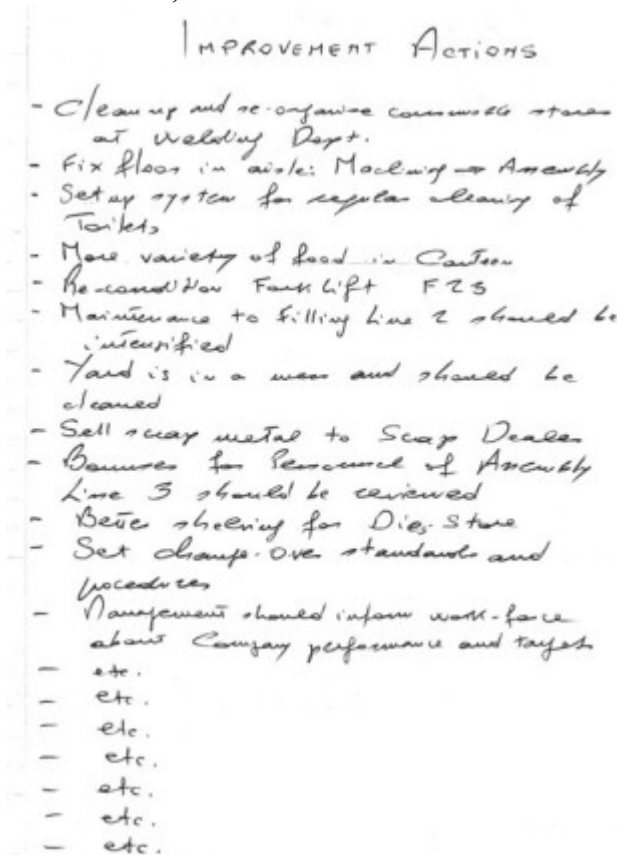 IMPROVEMENT ACTIONS
- Clean up and re-organise consumable stores
at Welding Dept.
- Fix floor in aisle: Machining → Assembly
- Set up system for regular cleaning of
Toilets
- More variety of food in Canteen
- Re-condition Fork Lift F25
- Maintenance to Filling Line 2 should be
intensified
- Yard is in a mess and should be
cleaned
- Sell scrap metal to Scrap Dealer
- Bonuses for Personnel of Assembly
Line 3 should be reviewed
- Better shelving for Dies-Store
- Set change-over standards and
procedures
- Management should inform work-force
about Company performance and targets
- etc.
- etc.
- etc.
- etc.
- etc.
- etc.
- etc.